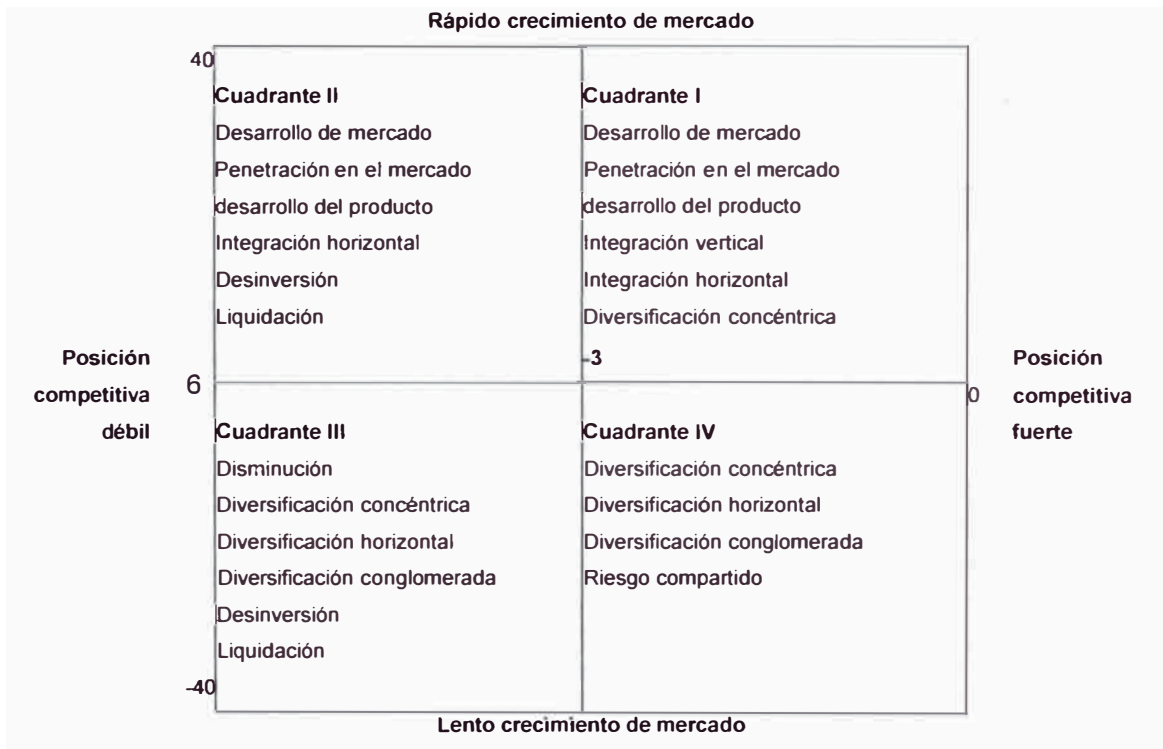 Rápido crecimiento de mercado
40
Cuadrante II
Desarrollo de mercado
Penetración en el mercado
desarrollo del producto
Integración horizontal
Desinversión
Liquidación
Cuadrante I
Desarrollo de mercado
Penetración en el mercado
desarrollo del producto
Integración vertical
Integración horizontal
Diversificación concéntrica
-3
Posición
competitiva
débil
6
Posición
competitiva
fuerte
0
Cuadrante III
Disminución
Diversificación concéntrica
Diversificación horizontal
Diversificación conglomerada
Desinversión
Liquidación
-40
Cuadrante IV
Diversificación concéntrica
Diversificación horizontal
Diversificación conglomerada
Riesgo compartido
Lento crecimiento de mercado